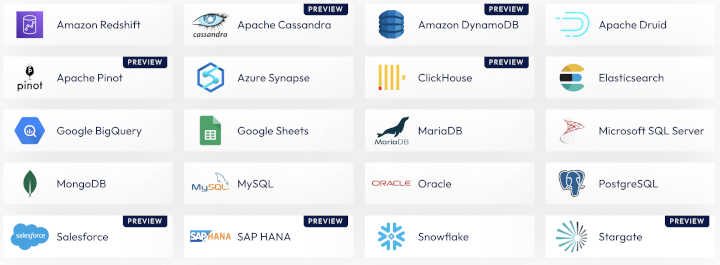 PREVIEW
PREVIEW
Amazon Redshift
cassandra
Apache Cassandra
Amazon DynamoDB
Apache Druid
PREVIEW
PREVIEW
pinot
Apache Pinot
Azure Synapse
ClickHouse
Elasticsearch
Google BigQuery
Google Sheets
MariaDB
MariaDB
Microsoft SQL Server
MongoDB
MySQL
MySQL
ORACLE
Oracle
PostgreSQL
PREVIEW
PREVIEW
PREVIEW
salesforce
Salesforce
SAP HANA
SAP HANA
Snowflake
Stargate